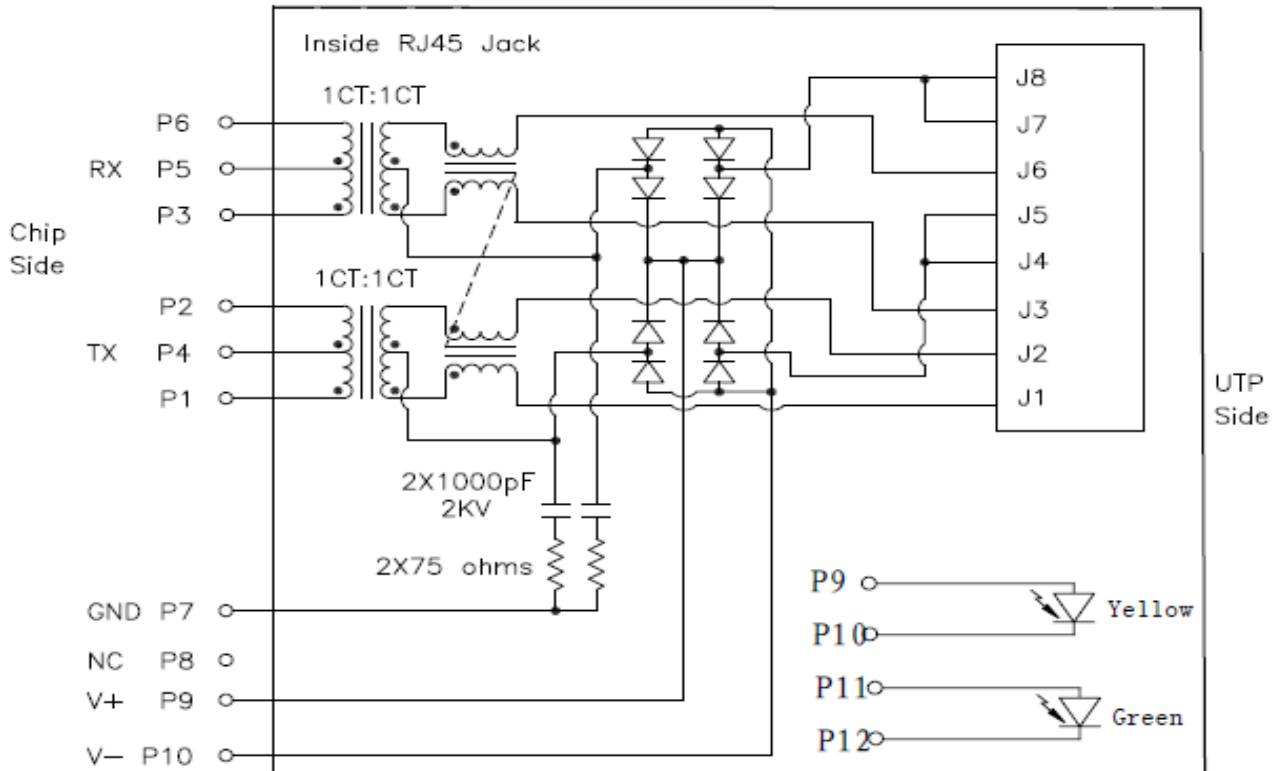 Inside RJ45 Jack
1CT:1CT
P6
RX P5
P3
Chip
Side
1CT:1CT
P2
TX P4
P1
J8
J7
J6
J5
J4
J3
J2
J1
UTP
Side
2X1000pF
2KV
2X75 ohms
GND P7
NC P8
V+ P9
V− P10
P9
P10
Yellow
P11
P12
Green